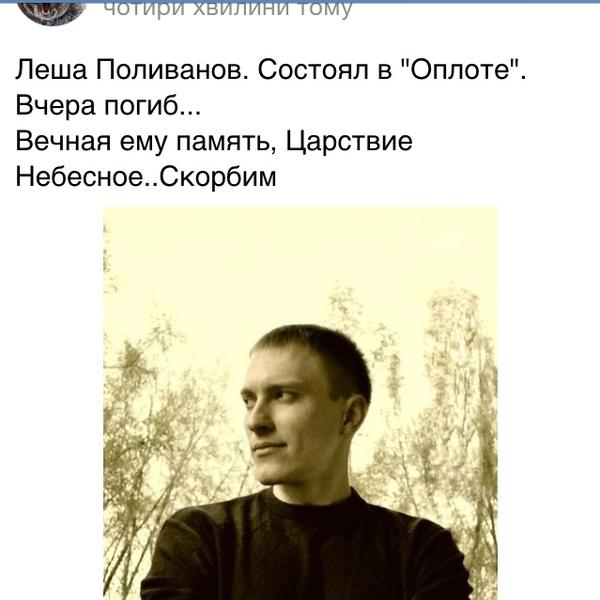 чотири хвилини тому
Леша Поливанов. Состоял в "Оплоте".
Вчера погиб...
Вечная ему память, Царствие
Небесное..Скорбим